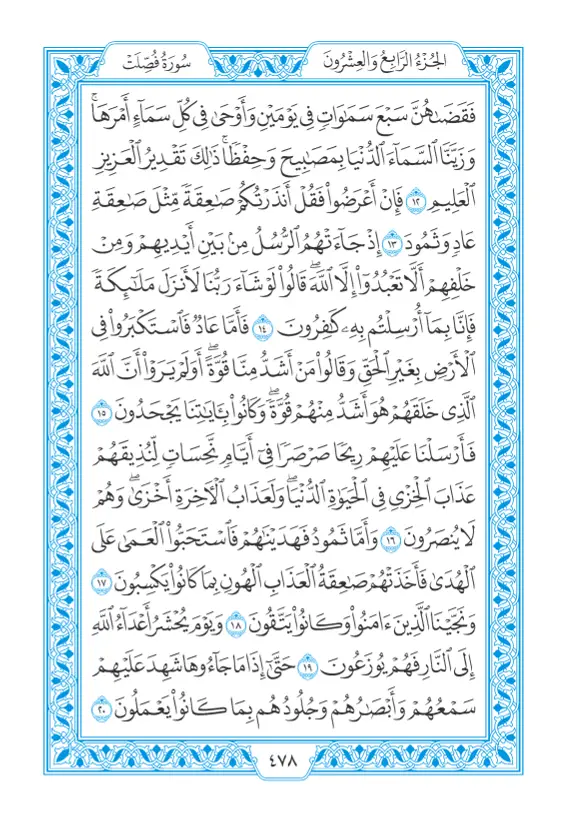 الجُزْءُ الرَّابِعُ وَالعِشْرُونَ
سُورَةُ فُصِّلَتْ
فَقَضَىٰهُنَّ سَبْعَ سَمَٰوَاتٍ فِي يَوْمَيْنِ وَأَوْحَىٰ فِي كُلِّ سَمَآءٍ أَمْرَهَاۚ
وَزَيَّنَّا ٱلسَّمَآءَ ٱلدُّنْيَا بِمَصَٰبِيحَ وَحِفْظًاۚ ذَٰلِكَ تَقْدِيرُ ٱلْعَزِيزِ
ٱلْعَلِيمِ ١٢ فَإِنْ أَعْرَضُوا۟ فَقُلْ أَنذَرْتُكُمْ صَٰعِقَةً مِّثْلَ صَٰعِقَةِ
عَادٍ وَثَمُودَ ١٣ إِذْ جَآءَتْهُمُ ٱلرُّسُلُ مِنۢ بَيْنِ أَيْدِيهِمْ وَمِنْ
خَلْفِهِمْ أَلَّا تَعْبُدُوٓا۟ إِلَّا ٱللَّهَۖ قَالُوا۟ لَوْ شَآءَ رَبُّنَا لَأَنزَلَ مَلَٰٓئِكَةً
فَإِنَّا بِمَآ أُرْسِلْتُم بِهِۦ كَٰفِرُونَ ١٤ فَأَمَّا عَادٌ فَٱسْتَكْبَرُوا۟ فِي
ٱلْأَرْضِ بِغَيْرِ ٱلْحَقِّ وَقَالُوا۟ مَنْ أَشَدُّ مِنَّا قُوَّةًۖ أَوَلَمْ يَرَوْا۟ أَنَّ ٱللَّهَ
ٱلَّذِي خَلَقَهُمْ هُوَ أَشَدُّ مِنْهُمْ قُوَّةًۖ وَكَانُوا۟ بِـَٔايَٰتِنَا يَجْحَدُونَ ١٥
فَأَرْسَلْنَا عَلَيْهِمْ رِيحًا صَرْصَرًا فِيٓ أَيَّامٍ نَّحِسَاتٍ لِّنُذِيقَهُمْ
عَذَابَ ٱلْخِزْيِ فِي ٱلْحَيَوٰةِ ٱلدُّنْيَاۖ وَلَعَذَابُ ٱلْـَٔاخِرَةِ أَخْزَىٰۖ وَهُمْ
لَا يُنصَرُونَ ١٦ وَأَمَّا ثَمُودُ فَهَدَيْنَٰهُمْ فَٱسْتَحَبُّوا۟ ٱلْعَمَىٰ عَلَى
ٱلْهُدَىٰ فَأَخَذَتْهُمْ صَٰعِقَةُ ٱلْعَذَابِ ٱلْهُونِ بِمَا كَانُوا۟ يَكْسِبُونَ ١٧
وَنَجَّيْنَا ٱلَّذِينَ ءَامَنُوا۟ وَكَانُوا۟ يَتَّقُونَ ١٨ وَيَوْمَ يُحْشَرُ أَعْدَآءُ ٱللَّهِ
إِلَى ٱلنَّارِ فَهُمْ يُوزَعُونَ ١٩ حَتَّىٰٓ إِذَا مَا جَآءُوهَا شَهِدَ عَلَيْهِمْ
سَمْعُهُمْ وَأَبْصَٰرُهُمْ وَجُلُودُهُم بِمَا كَانُوا۟ يَعْمَلُونَ ٢٠
٤٧٨